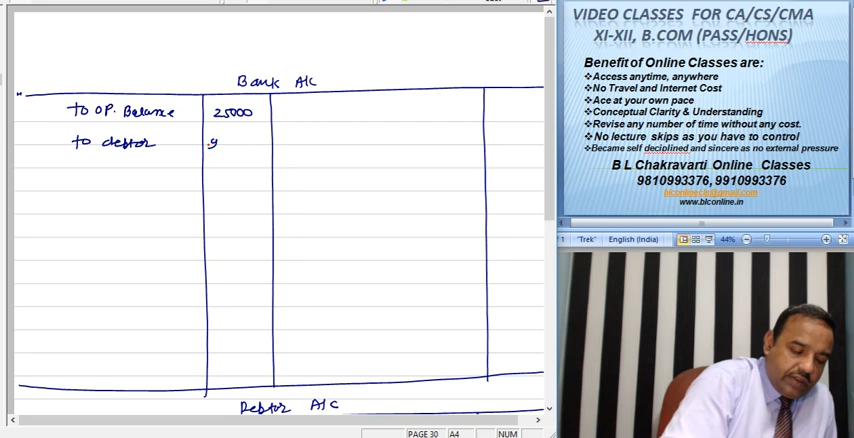 Bank A/C
To OP. Balance 25000
To debtor 9
Debtor A/C
PAGE 30 A4 NUM
VIDEO CLASSES FOR CA/CS/CMA
XI-XII, B.COM (PASS/HONS)
Benefit of Online Classes are:
❖Access anytime, anywhere
❖No Travel and Internet Cost
❖Ace at your own pace
❖Conceptual Clarity & Understanding
❖Revise any number of time without any cost.
❖No lecture skips as you have to control
❖Became self deciplined and sincere as no external pressure
B L Chakravarti Online Classes
9810993376, 9910993376
www.blconline.in
1 "Trek" English (India) 44%